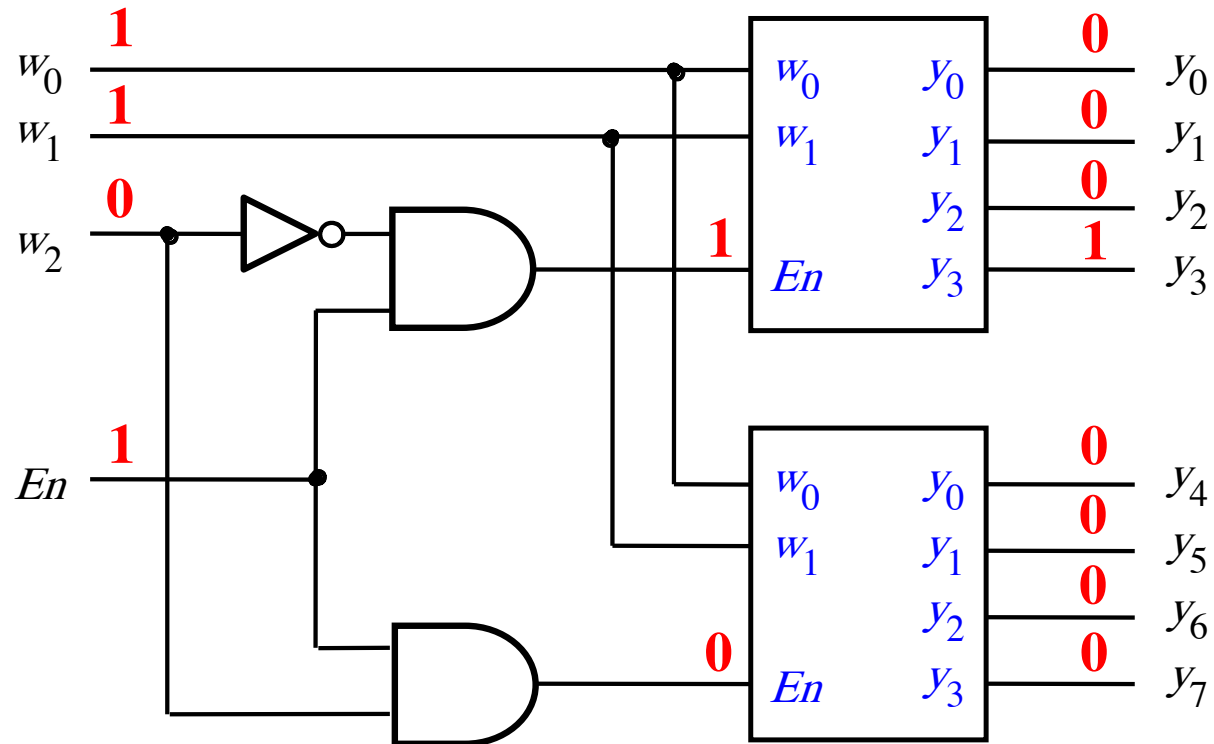 1 0
w0 w0 y0 y0
1 0
w1 w1 y1 y1
0 0
w2 1 y2 y2
1
En y3 y3
1 0
En w0 y0 y4
0
w1 y1 y5
0
0 y2 y6
0
En y3 y7